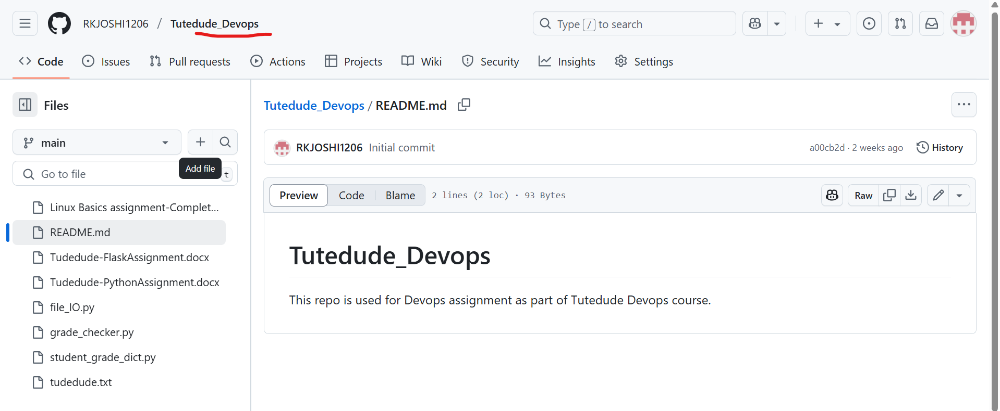 RKJOSHI1206 / Tutedude_Devops
Type / to search
Code Issues Pull requests Actions Projects Wiki Security Insights Settings
Files
main
Add file
Go to file t
Linux Basics assignment-Complet...
README.md
Tudedude-FlaskAssignment.docx
Tudedude-PythonAssignment.docx
file_IO.py
grade_checker.py
student_grade_dict.py
tudedude.txt
Tutedude_Devops / README.md
RKJOSHI1206 Initial commit a00cb2d · 2 weeks ago History
Preview Code Blame 2 lines (2 loc) · 93 Bytes Raw
Tutedude_Devops
This repo is used for Devops assignment as part of Tutedude Devops course.